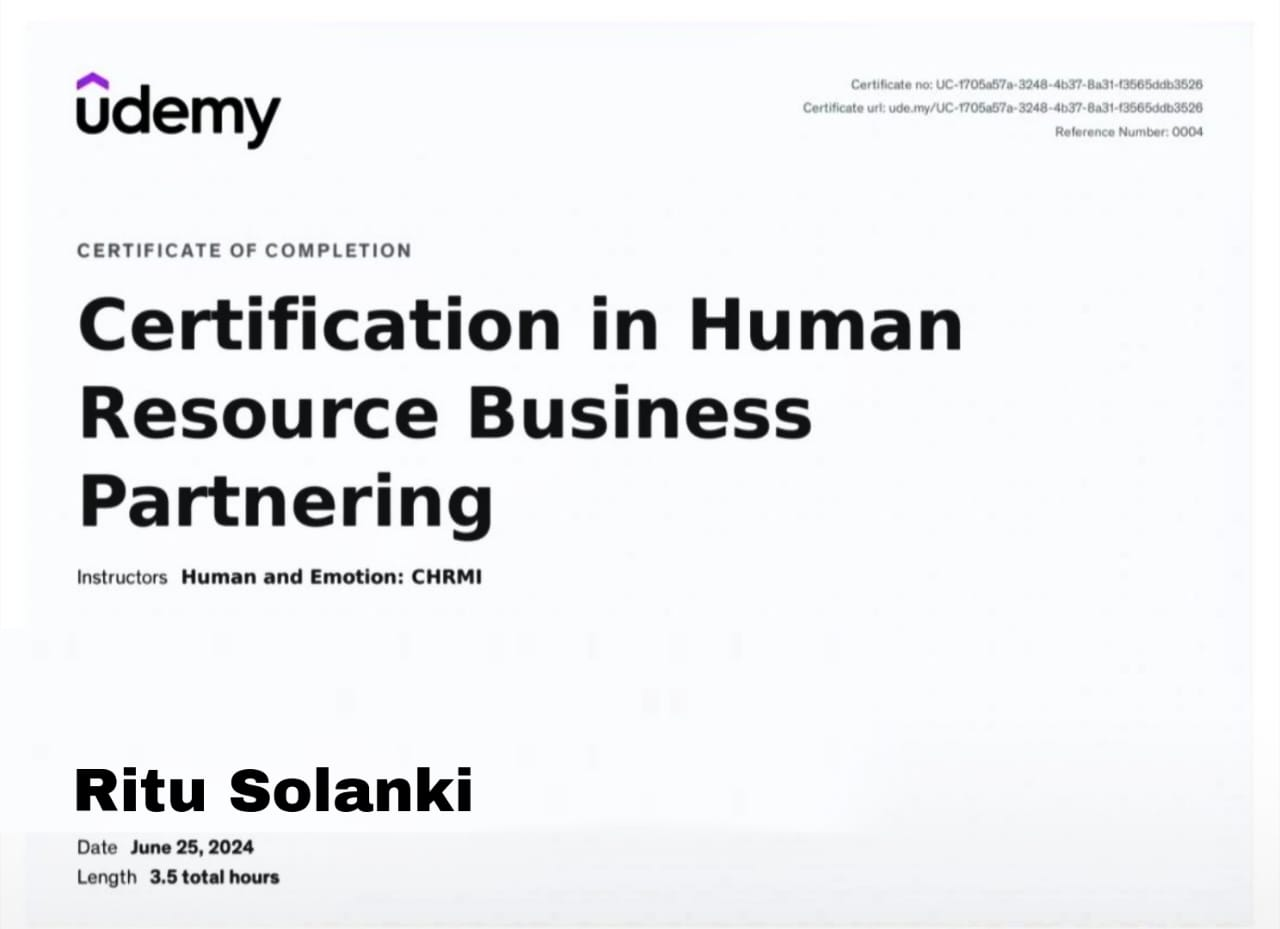 udemy
Certificate no: UC-f705a57a-3248-4b37-8a31-f3565ddb3526
Certificate url: ude.my/UC-f705a57a-3248-4b37-8a31-f3565ddb3526
Reference Number: 0004
CERTIFICATE OF COMPLETION
Certification in Human
Resource Business
Partnering
Instructors Human and Emotion: CHRMI
Ritu Solanki
Date June 25, 2024
Length 3.5 total hours